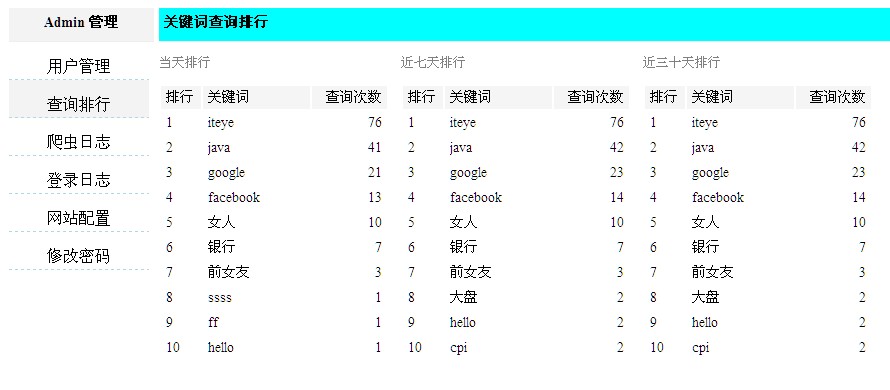 Admin 管理
用户管理
查询排行
爬虫日志
登录日志
网站配置
修改密码
关键词查询排行
当天排行
排行 关键词 查询次数
1 iteye 76
2 java 41
3 google 21
4 facebook 13
5 女人 10
6 银行 7
7 前女友 3
8 ssss 1
9 ff 1
10 hello 1
近七天排行
排行 关键词 查询次数
1 iteye 76
2 java 42
3 google 23
4 facebook 14
5 女人 10
6 银行 7
7 前女友 3
8 大盘 2
9 hello 2
10 cpi 2
近三十天排行
排行 关键词 查询次数
1 iteye 76
2 java 42
3 google 23
4 facebook 14
5 女人 10
6 银行 7
7 前女友 3
8 大盘 2
9 hello 2
10 cpi 2